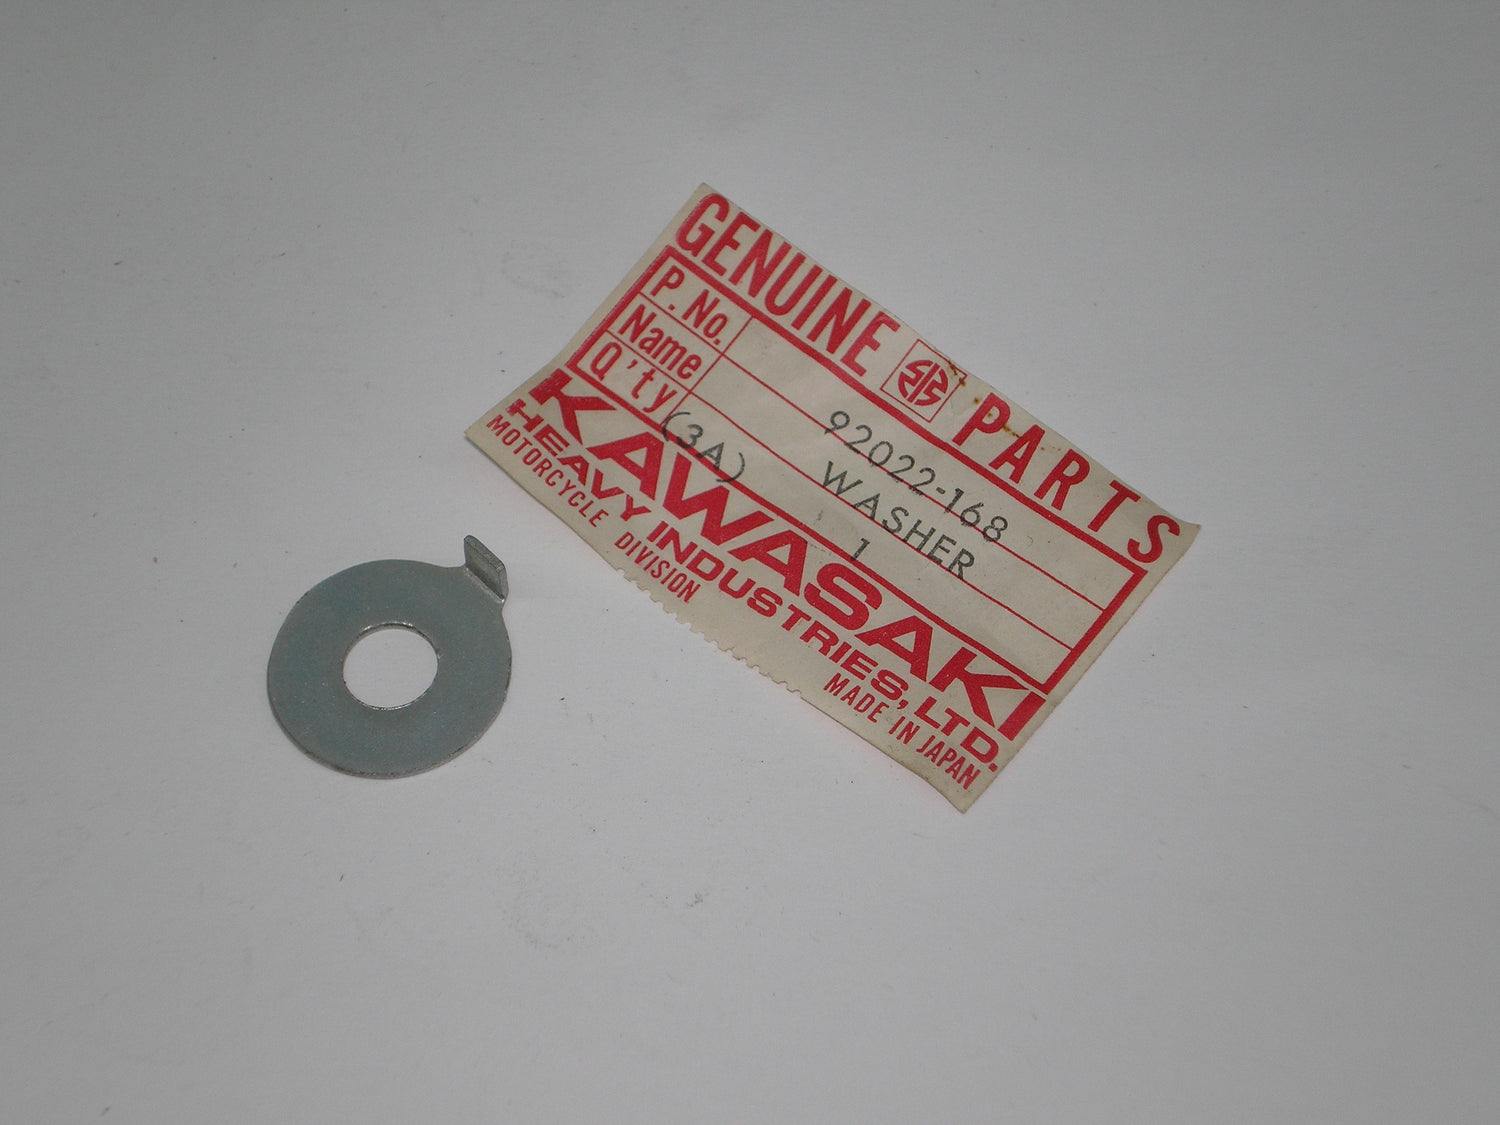 GENUINE PARTS
P. No. 92022-168
Name WASHER
Q'ty (3A) 1
KAWASAKI
HEAVY INDUSTRIES, LTD.
MOTORCYCLE DIVISION MADE IN JAPAN